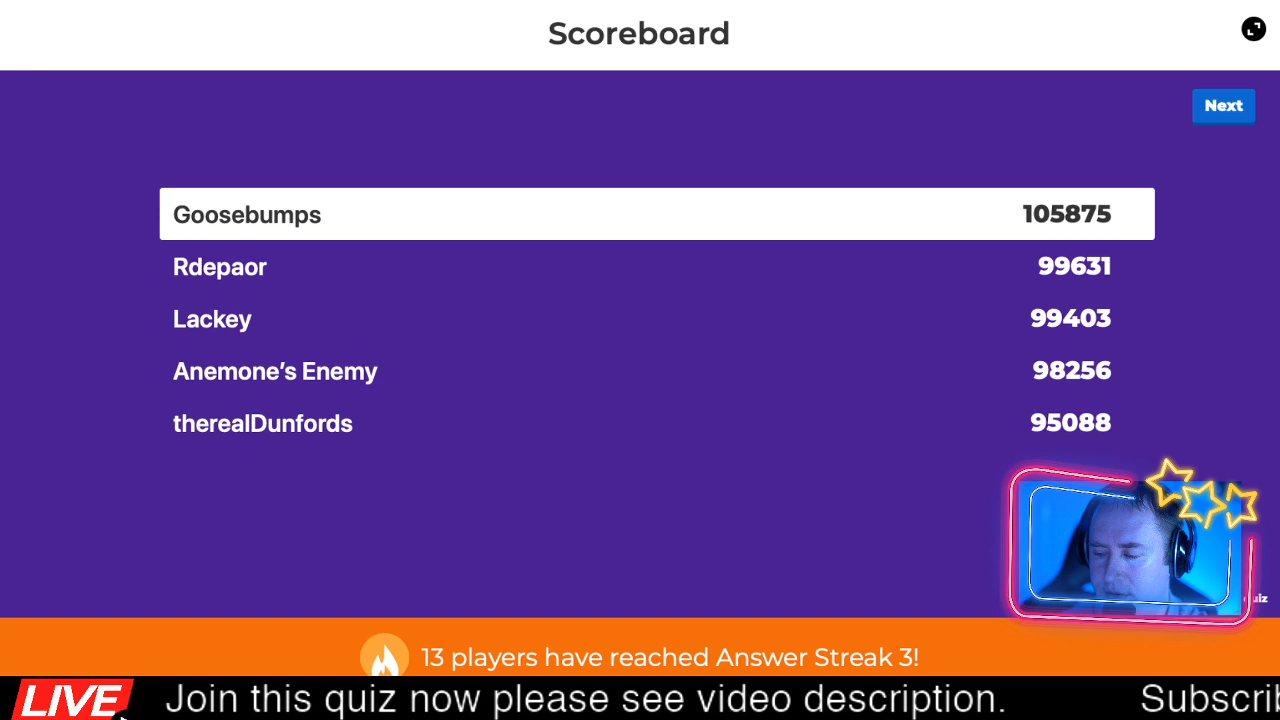 Scoreboard
Next
Goosebumps 105875
Rdepaor 99631
Lackey 99403
Anemone’s Enemy 98256
therealDunfords 95088
13 players have reached Answer Streak 3!
LIVE Join this quiz now please see video description.